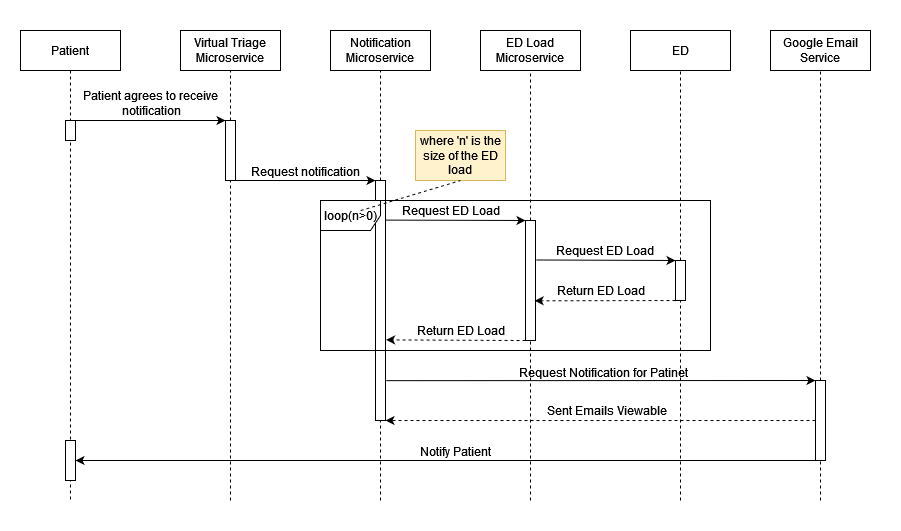 Patient
Virtual Triage
Microservice
Notification
Microservice
ED Load
Microservice
ED
Google Email
Service
Patient agrees to receive
notification
where 'n' is the
size of the ED
load
Request notification
loop(n>0)
Request ED Load
Request ED Load
Return ED Load
Return ED Load
Request Notification for Patinet
Sent Emails Viewable
Notify Patient